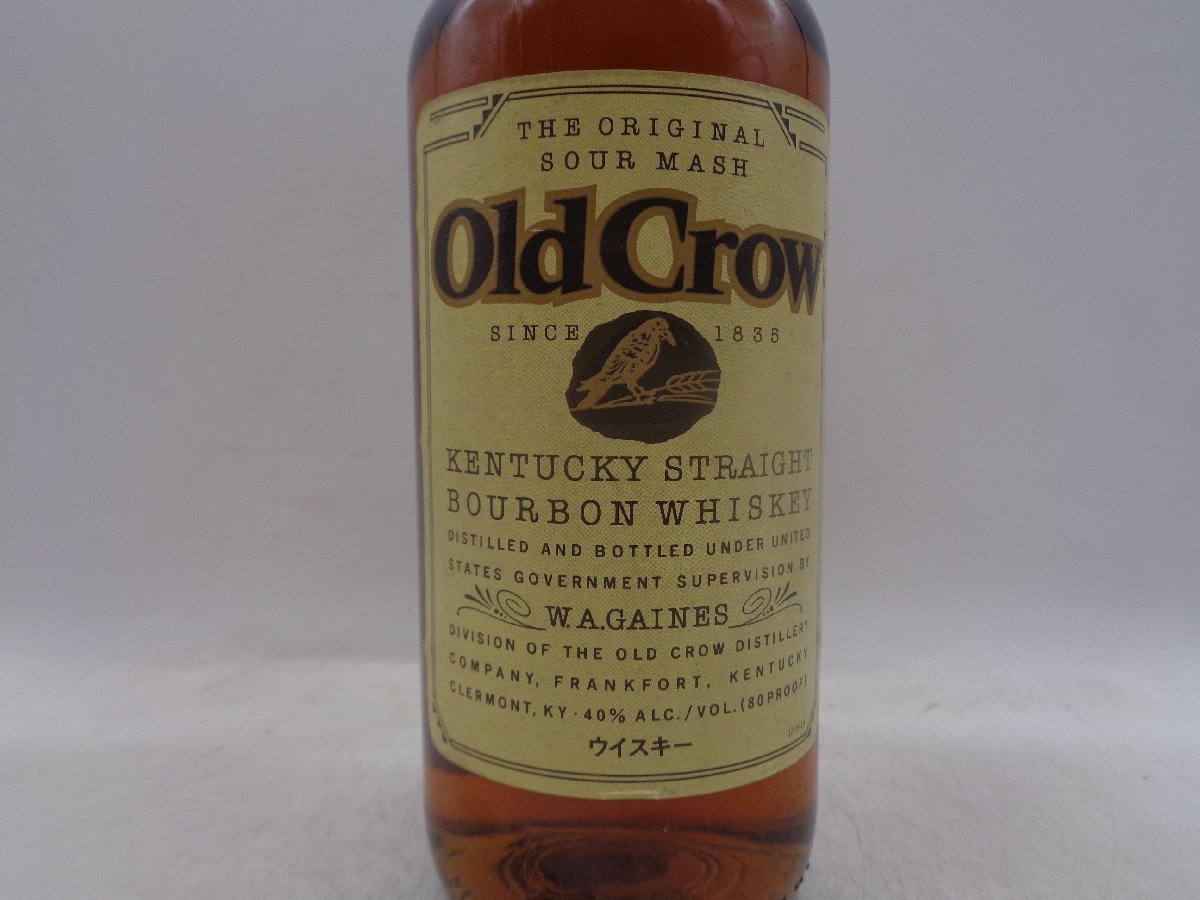 THE ORIGINAL
SOUR MASH
Old Crow
SINCE 1835
KENTUCKY STRAIGHT
BOURBON WHISKEY
DISTILLED AND BOTTLED UNDER UNITED
STATES GOVERNMENT SUPERVISION BY
W.A.GAINES
DIVISION OF THE OLD CROW DISTILLERY
COMPANY, FRANKFORT, KENTUCKY
CLERMONT, KY · 40% ALC./VOL. (80 PROOF)
ウイスキー